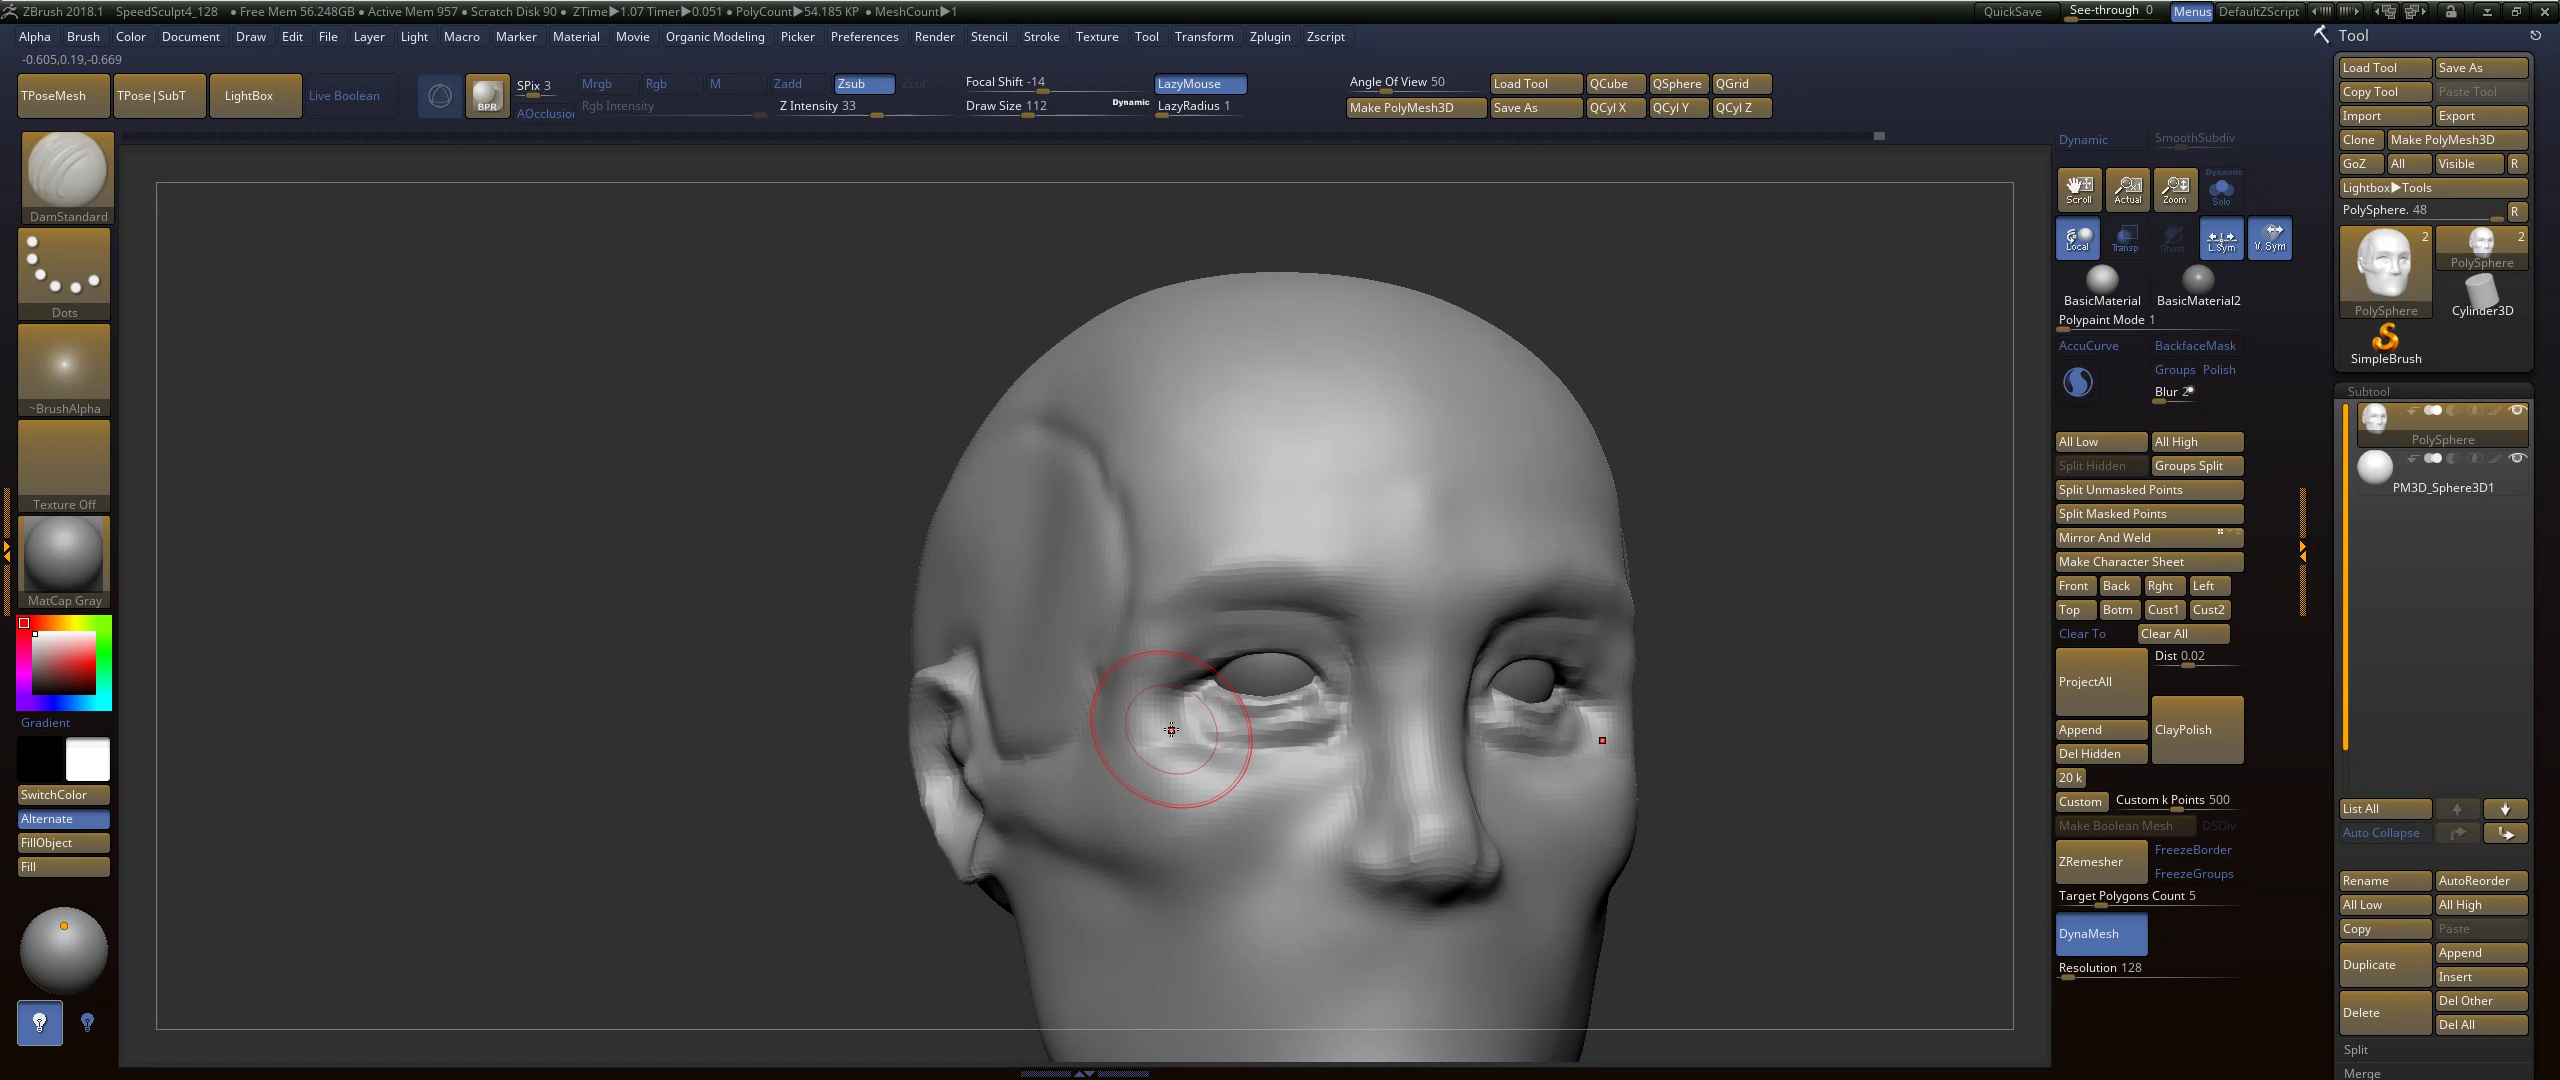 ZBrush 2018.1 SpeedSculpt4_128 ● Free Mem 56.248GB ● Active Mem 957 ● Scratch Disk 90 ● ZTime▶1.07 Timer▶0.051 ● PolyCount▶54.185 KP ● MeshCount▶1 QuickSave See-through 0 Menus DefaultZScript
Alpha Brush Color Document Draw Edit File Layer Light Macro Marker Material Movie Organic Modeling Picker Preferences Render Stencil Stroke Texture Tool Transform Zplugin Zscript
-0.605,0.19,-0.669
TPoseMesh TPose|SubT LightBox Live Boolean
BPR
SPix 3
AOcclusion
Mrgb Rgb M Zadd Zsub Zcut
Rgb Intensity Z Intensity 33
Focal Shift -14
Draw Size 112 Dynamic
LazyMouse
LazyRadius 1
Angle Of View 50 Load Tool QCube QSphere QGrid
Make PolyMesh3D Save As QCyl X QCyl Y QCyl Z
DamStandard
Dots
~BrushAlpha
Texture Off
MatCap Gray
Gradient
SwitchColor
Alternate
FillObject
Fill
Dynamic SmoothSubdiv
Scroll Actual Zoom Dynamic Solo
Local Transp Ghost L.Sym V. Sym
BasicMaterial BasicMaterial2
Polypaint Mode 1
AccuCurve BackfaceMask
Groups Polish
Blur 2
All Low All High
Split Hidden Groups Split
Split Unmasked Points
Split Masked Points
Mirror And Weld
Make Character Sheet
Front Back Rght Left
Top Botm Cust1 Cust2
Clear To Clear All
ProjectAll Dist 0.02
Append ClayPolish
Del Hidden
20 k
Custom Custom k Points 500
Make Boolean Mesh DSDiv
ZRemesher FreezeBorder
FreezeGroups
Target Polygons Count 5
DynaMesh
Resolution 128
Tool
Load Tool Save As
Copy Tool Paste Tool
Import Export
Clone Make PolyMesh3D
GoZ All Visible R
Lightbox▶Tools
PolySphere. 48 R
2 2
PolySphere
PolySphere Cylinder3D
SimpleBrush
Subtool
PolySphere
PM3D_Sphere3D1
List All
Auto Collapse
Rename AutoReorder
All Low All High
Copy Paste
Duplicate Append
Insert
Delete Del Other
Del All
Split
Merge